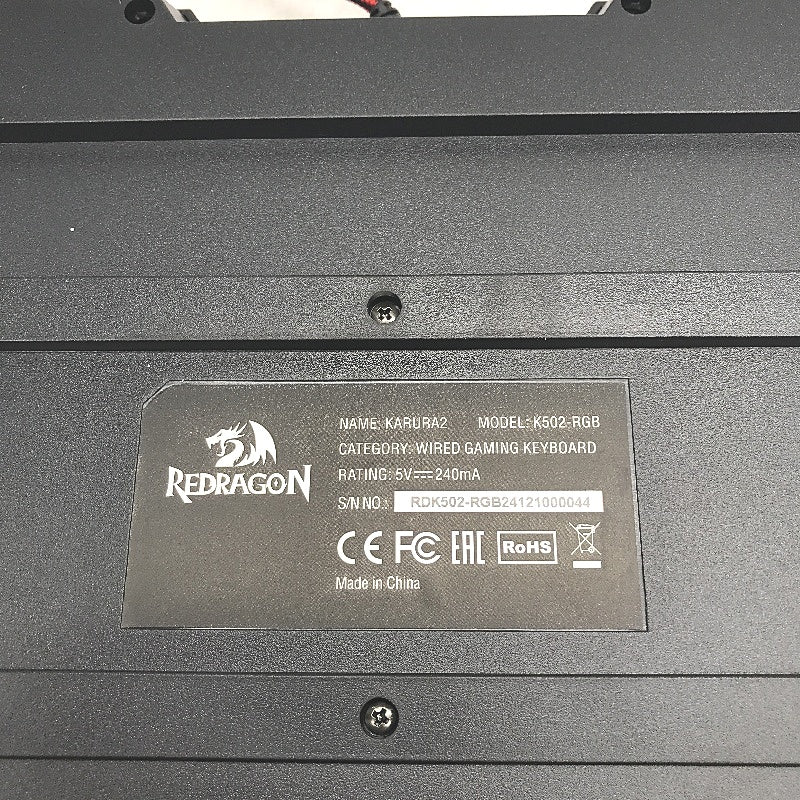 REDRAGON
NAME: KARURA2 MODEL: K502-RGB
CATEGORY: WIRED GAMING KEYBOARD
RATING: 5V⎓240mA
S/N NO.: RDK502-RGB24121000044
CE FC EAC RoHS
Made in China